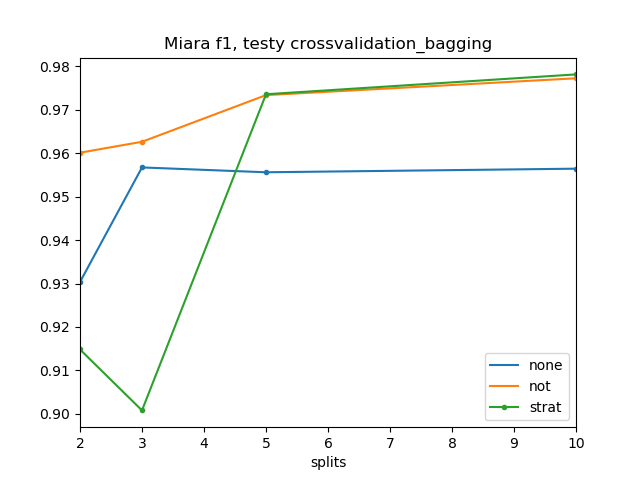 Miara f1, testy crossvalidation_bagging
0.98
0.97
0.96
0.95
0.94
0.93
0.92
0.91
0.90
2 3 4 5 6 7 8 9 10
splits
none
not
strat